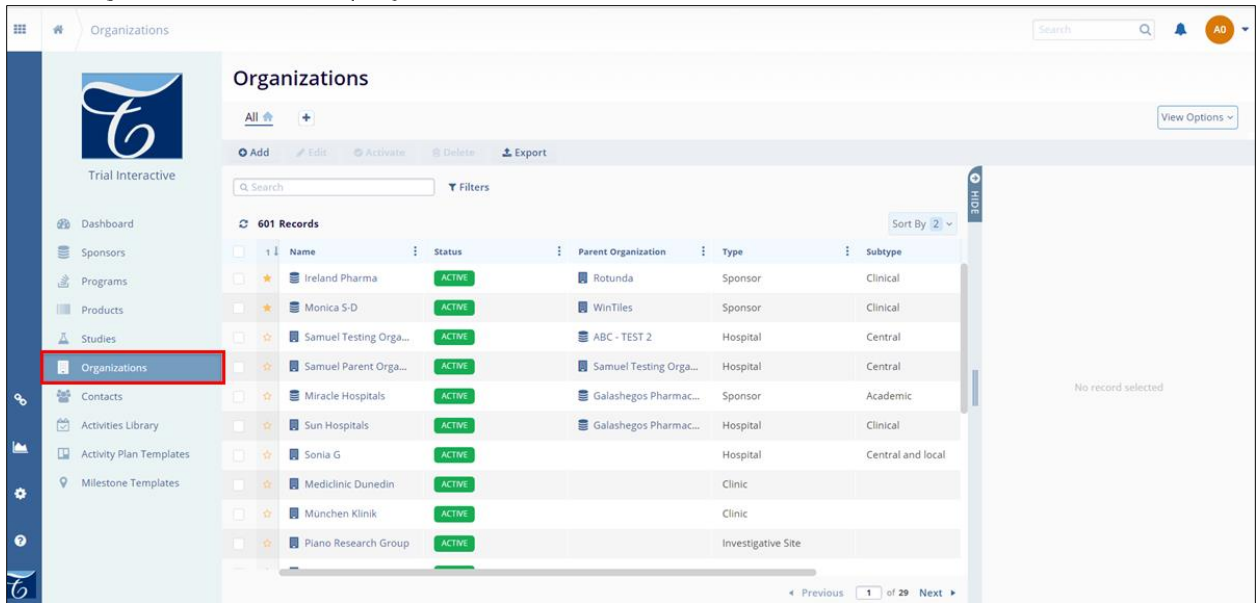 Organizations
Search
A0
Trial Interactive
Dashboard
Sponsors
Programs
Products
Studies
Organizations
Contacts
Activities Library
Activity Plan Templates
Milestone Templates
Organizations
All
View Options
Add Edit Activate Delete Export
Search Filters
HIDE
601 Records Sort By 2
1 Name Status Parent Organization Type Subtype
Ireland Pharma ACTIVE Rotunda Sponsor Clinical
Monica S-D ACTIVE WinTiles Sponsor Clinical
Samuel Testing Orga... ACTIVE ABC - TEST 2 Hospital Central
Samuel Parent Orga... ACTIVE Samuel Testing Orga... Hospital Central
Miracle Hospitals ACTIVE Galashegos Pharmac... Sponsor Academic
Sun Hospitals ACTIVE Galashegos Pharmac... Hospital Clinical
Sonia G ACTIVE Hospital Central and local
Mediclinic Dunedin ACTIVE Clinic
München Klinik ACTIVE Clinic
Piano Research Group ACTIVE Investigative Site
No record selected
Previous 1 of 29 Next